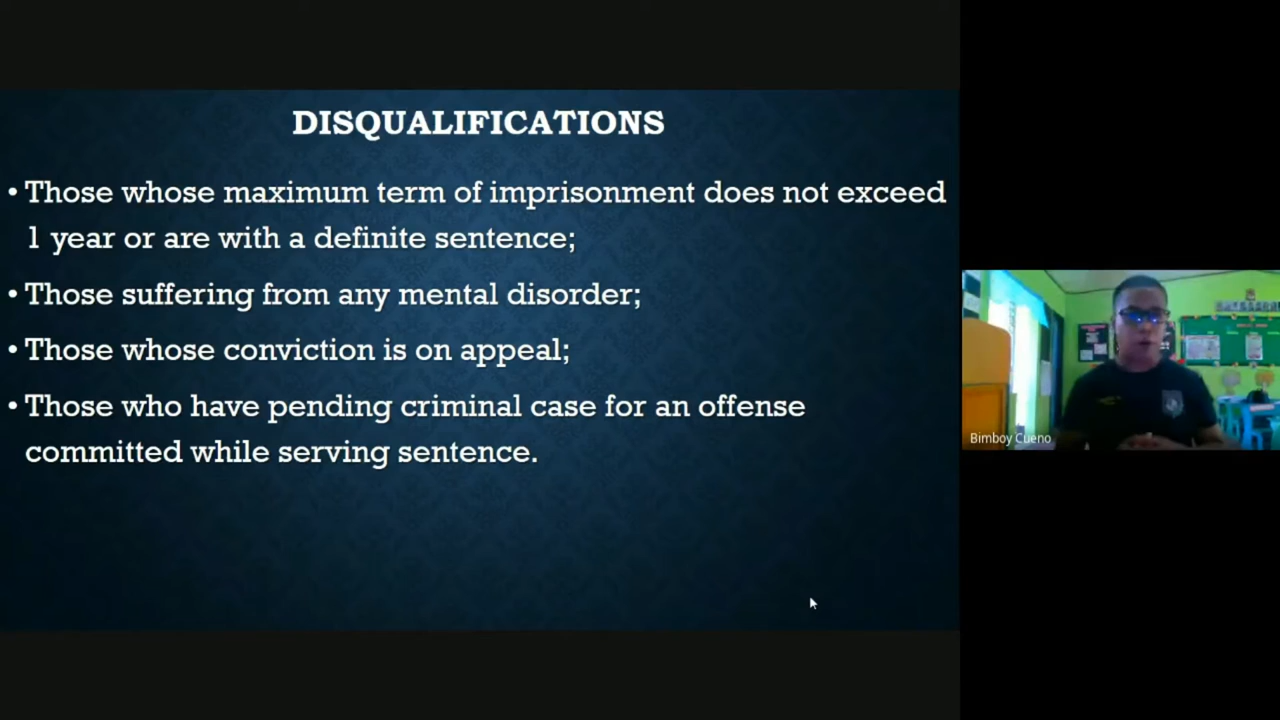 DISQUALIFICATIONS
• Those whose maximum term of imprisonment does not exceed
1 year or are with a definite sentence;
• Those suffering from any mental disorder;
• Those whose conviction is on appeal;
• Those who have pending criminal case for an offense
committed while serving sentence.
Bimboy Cueno